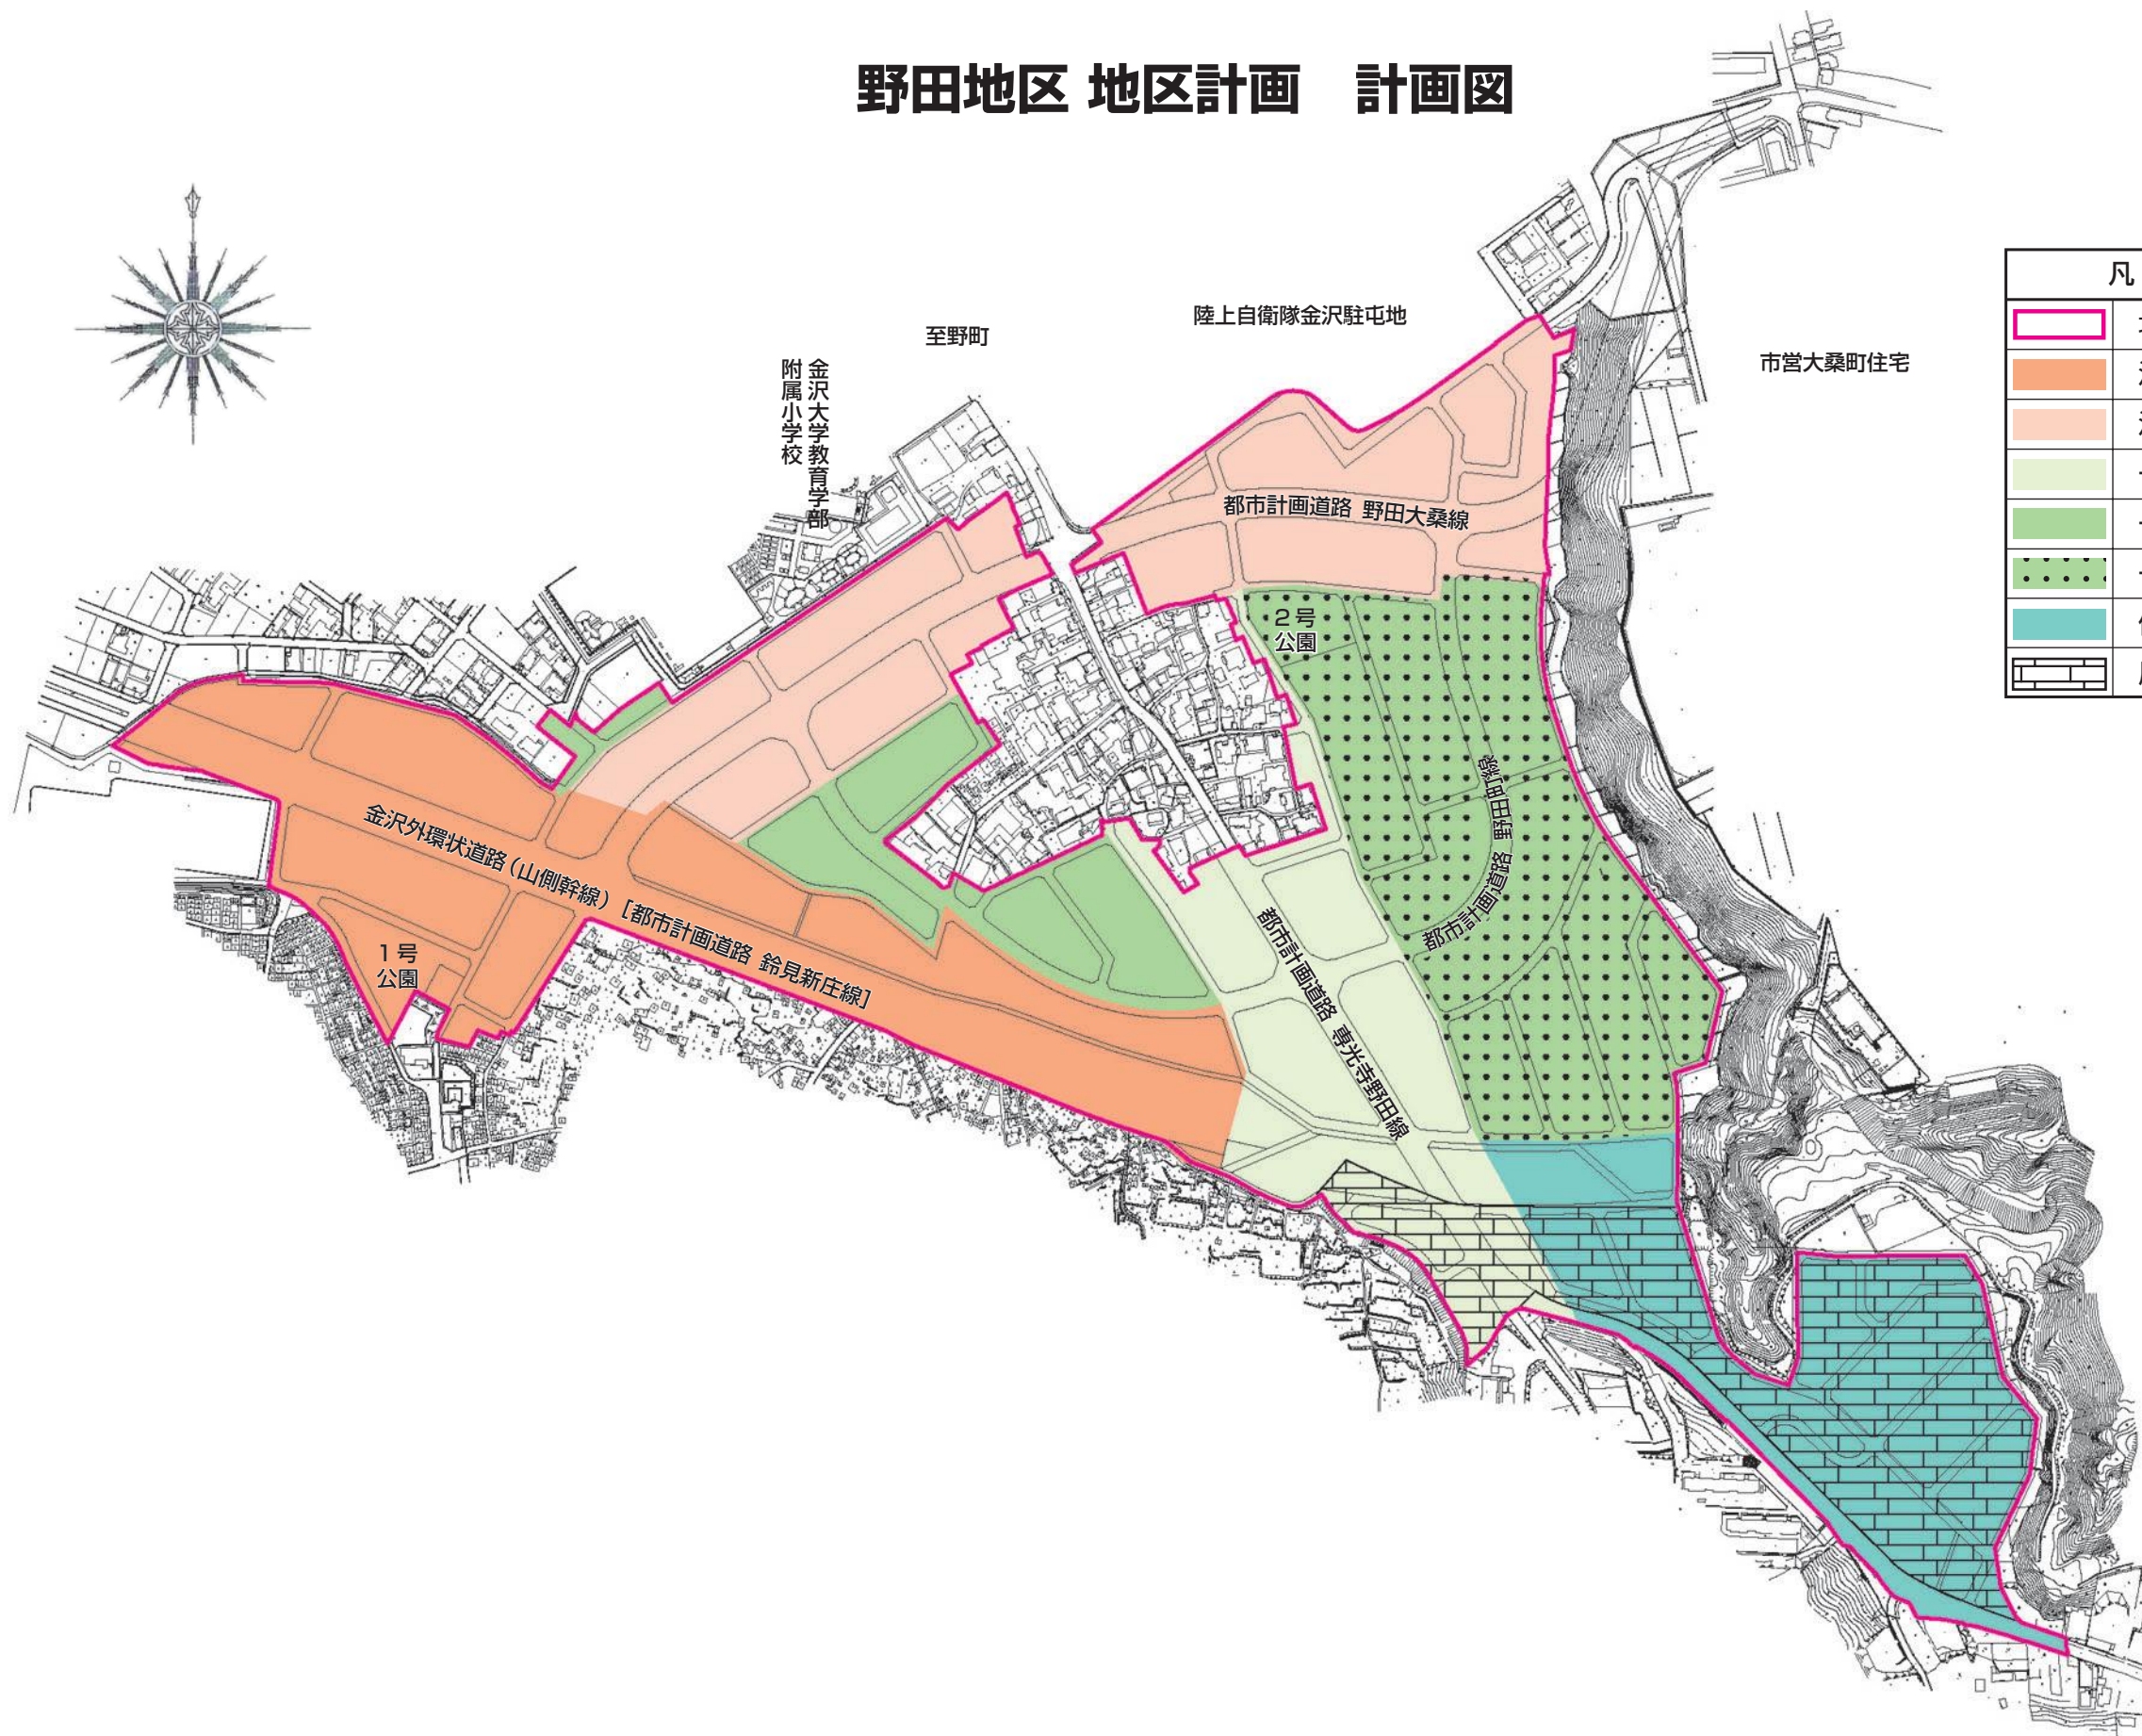 野田地区 地区計画　計画図
陸上自衛隊金沢駐屯地
至野町
市営大桑町住宅
金沢大学教育学部
附属小学校
凡
都市計画道路 野田大桑線
2号
公園
都市計画道路 野田町線
金沢外環状道路(山側幹線)[都市計画道路 鈴見新庄線]
都市計画道路 専光寺野田線
1号
公園